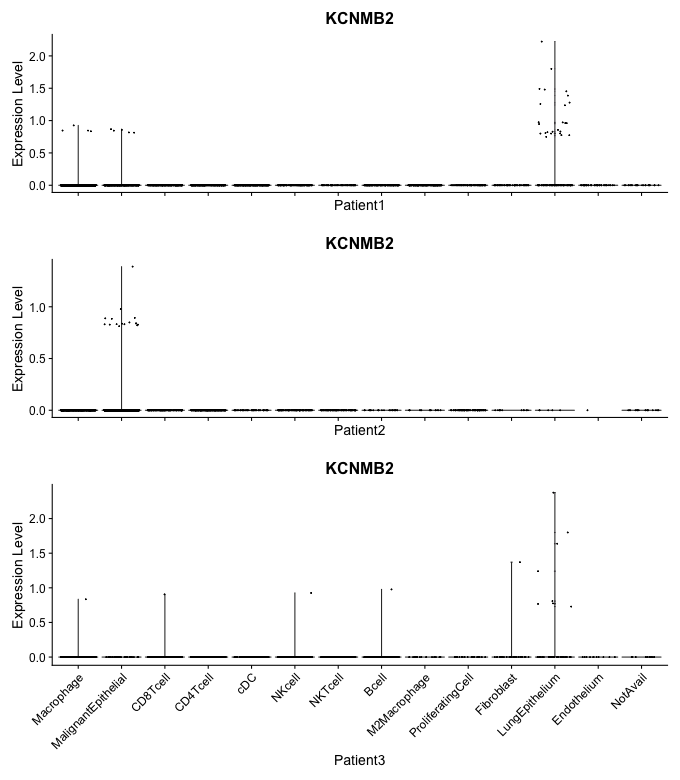 KCNMB2
Expression Level
2.0
1.5
1.0
0.5
0.0
Patient1
KCNMB2
Expression Level
1.0
0.5
0.0
Patient2
KCNMB2
Expression Level
2.0
1.5
1.0
0.5
0.0
Macrophage
MalignantEpithelial
CD8Tcell
CD4Tcell
cDC
NKcell
NKTcell
Bcell
M2Macrophage
ProliferatingCell
Fibroblast
LungEpithelium
Endothelium
NotAvail
Patient3